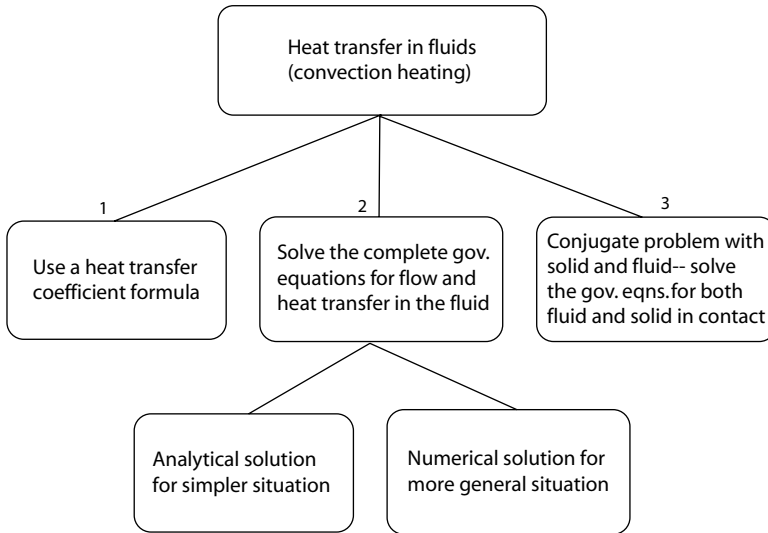 Heat transfer in fluids
(convection heating)
1
2
3
Use a heat transfer
coefficient formula
Solve the complete gov.
equations for flow and
heat transfer in the fluid
Conjugate problem with
solid and fluid-- solve
the gov. eqns.for both
fluid and solid in contact
Analytical solution
for simpler situation
Numerical solution for
more general situation